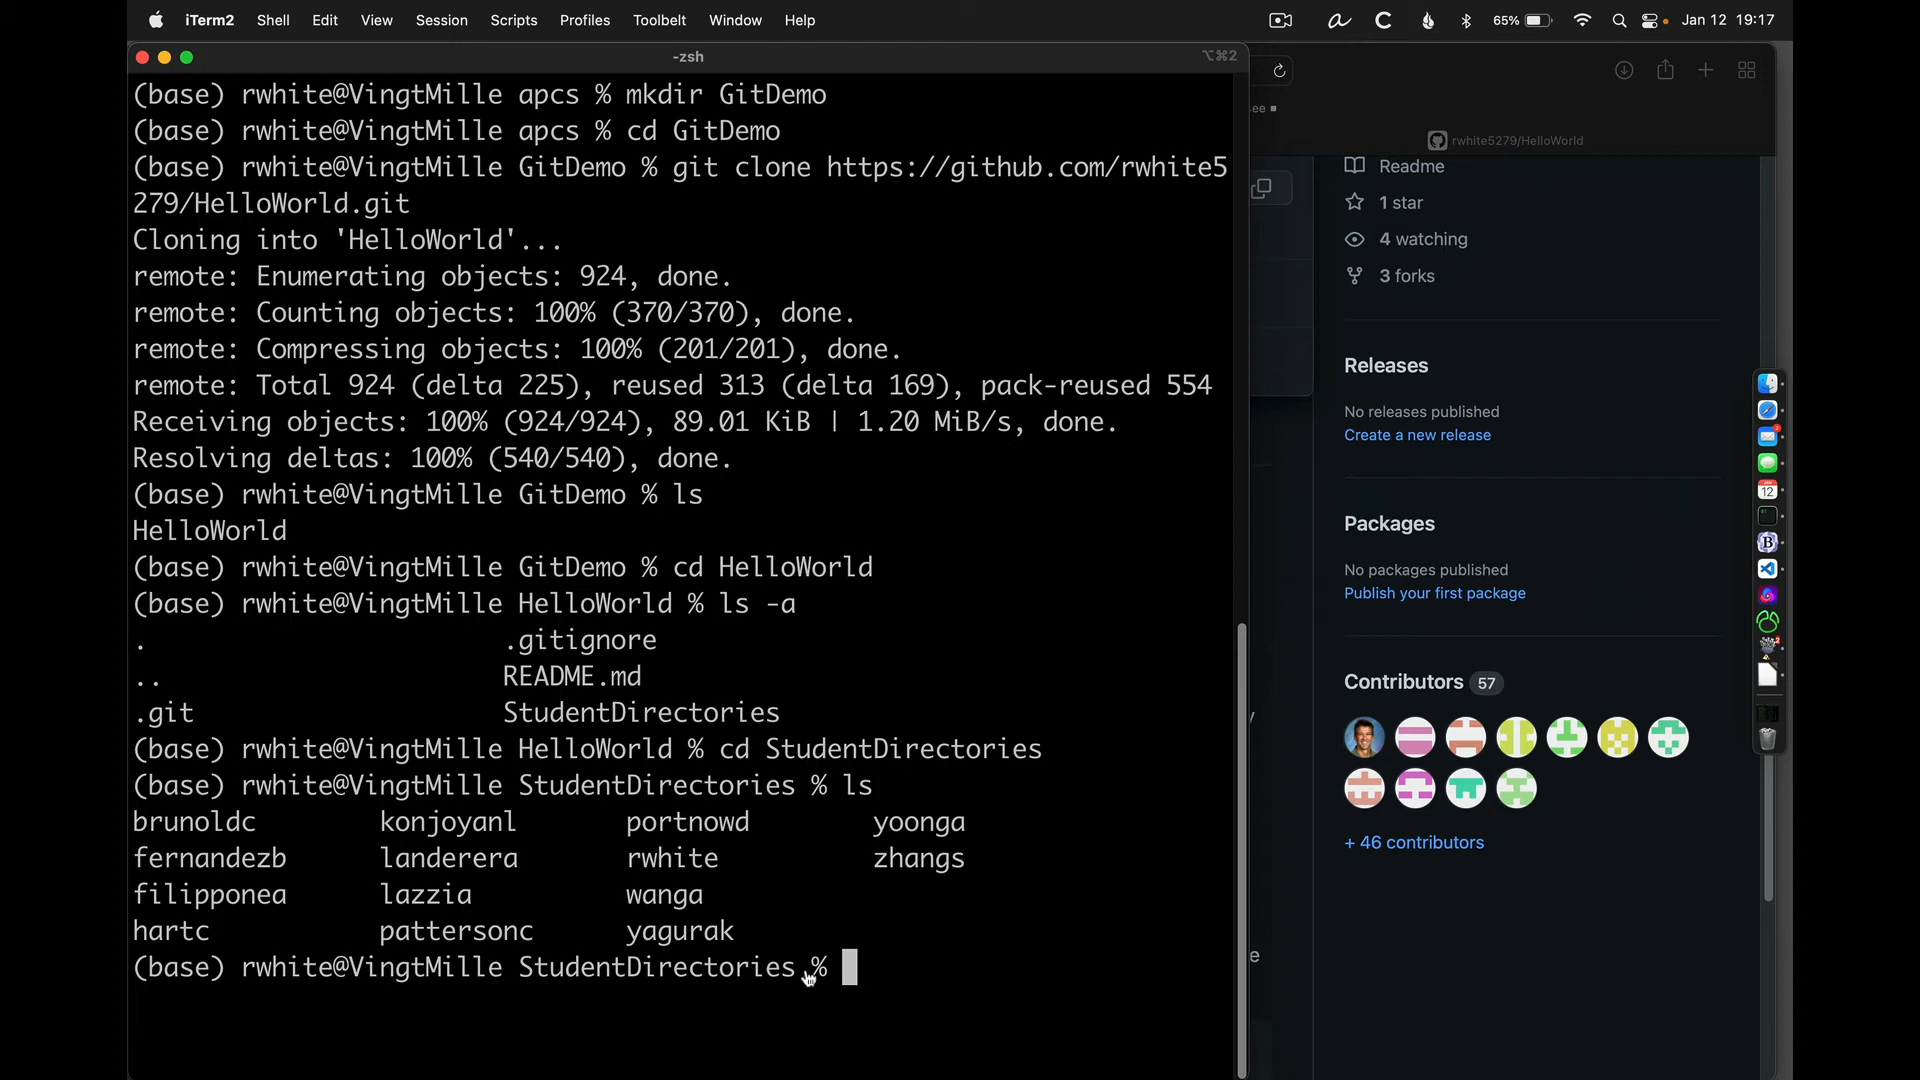 iTerm2 Shell Edit View Session Scripts Profiles Toolbelt Window Help 65% Jan 12 19:17
-zsh ⌥⌘2
(base) rwhite@VingtMille apcs % mkdir GitDemo
(base) rwhite@VingtMille apcs % cd GitDemo
(base) rwhite@VingtMille GitDemo % git clone https://github.com/rwhite5
279/HelloWorld.git
Cloning into 'HelloWorld'...
remote: Enumerating objects: 924, done.
remote: Counting objects: 100% (370/370), done.
remote: Compressing objects: 100% (201/201), done.
remote: Total 924 (delta 225), reused 313 (delta 169), pack-reused 554
Receiving objects: 100% (924/924), 89.01 KiB | 1.20 MiB/s, done.
Resolving deltas: 100% (540/540), done.
(base) rwhite@VingtMille GitDemo % ls
HelloWorld
(base) rwhite@VingtMille GitDemo % cd HelloWorld
(base) rwhite@VingtMille HelloWorld % ls -a
. .gitignore
.. README.md
.git StudentDirectories
(base) rwhite@VingtMille HelloWorld % cd StudentDirectories
(base) rwhite@VingtMille StudentDirectories % ls
brunoldc konjoyanl portnowd yoonga
fernandezb landerera rwhite zhangs
filipponea lazzia wanga
hartc pattersonc yagurak
(base) rwhite@VingtMille StudentDirectories %
rwhite5279/HelloWorld
Readme
1 star
4 watching
3 forks
Releases
No releases published
Create a new release
Packages
No packages published
Publish your first package
Contributors 57
+ 46 contributors